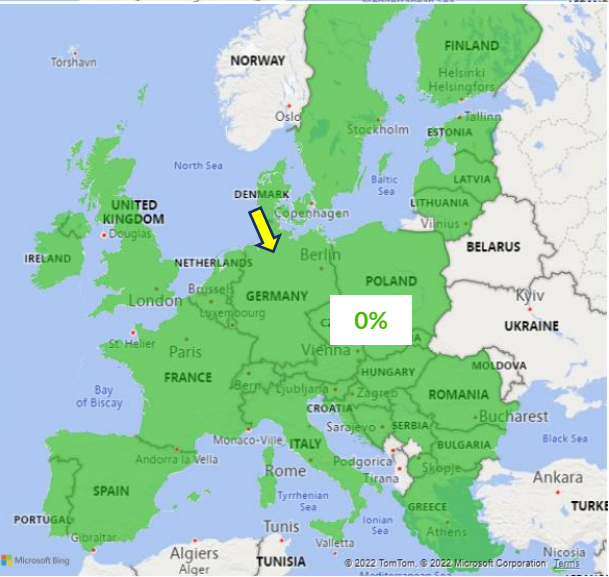 FINLAND
Torshavn
NORWAY
Helsinki
Helsingfors
Oslo
Tallinn
Stockholm
ESTONIA
North Sea
Baltic
Sea
LATVIA
DENMARK
LITHUANIA
UNITED
KINGDOM
Copenhagen
Vilnius
Douglas
BELARUS
IRELAND
NETHERLANDS
Berlin
POLAND
Brussels
GERMANY
London
Luxembourg
Kyiv
0%
UKRAINE
St. Helier
Paris
Vienna
MOLDOVA
FRANCE
Bern
HUNGARY
Ljubljana
Zagreb
ROMANIA
Bay
of Biscay
CROATIA
Bucharest
Sarajevo
SERBIA
Monaco-Ville
ITALY
BULGARIA
Black Sea
Andorra la Vella
Podgorica
Skopje
Rome
Tirana
Ankara
SPAIN
Tyrrhenian
Sea
GREECE
TURKE
PORTUGAL
Ionian
Sea
Athens
Gibraltar
Tunis
Valletta
Nicosia
Algiers
Alger
TUNISIA
Microsoft Bing
© 2022 TomTom, © 2022 Microsoft Corporation Terms